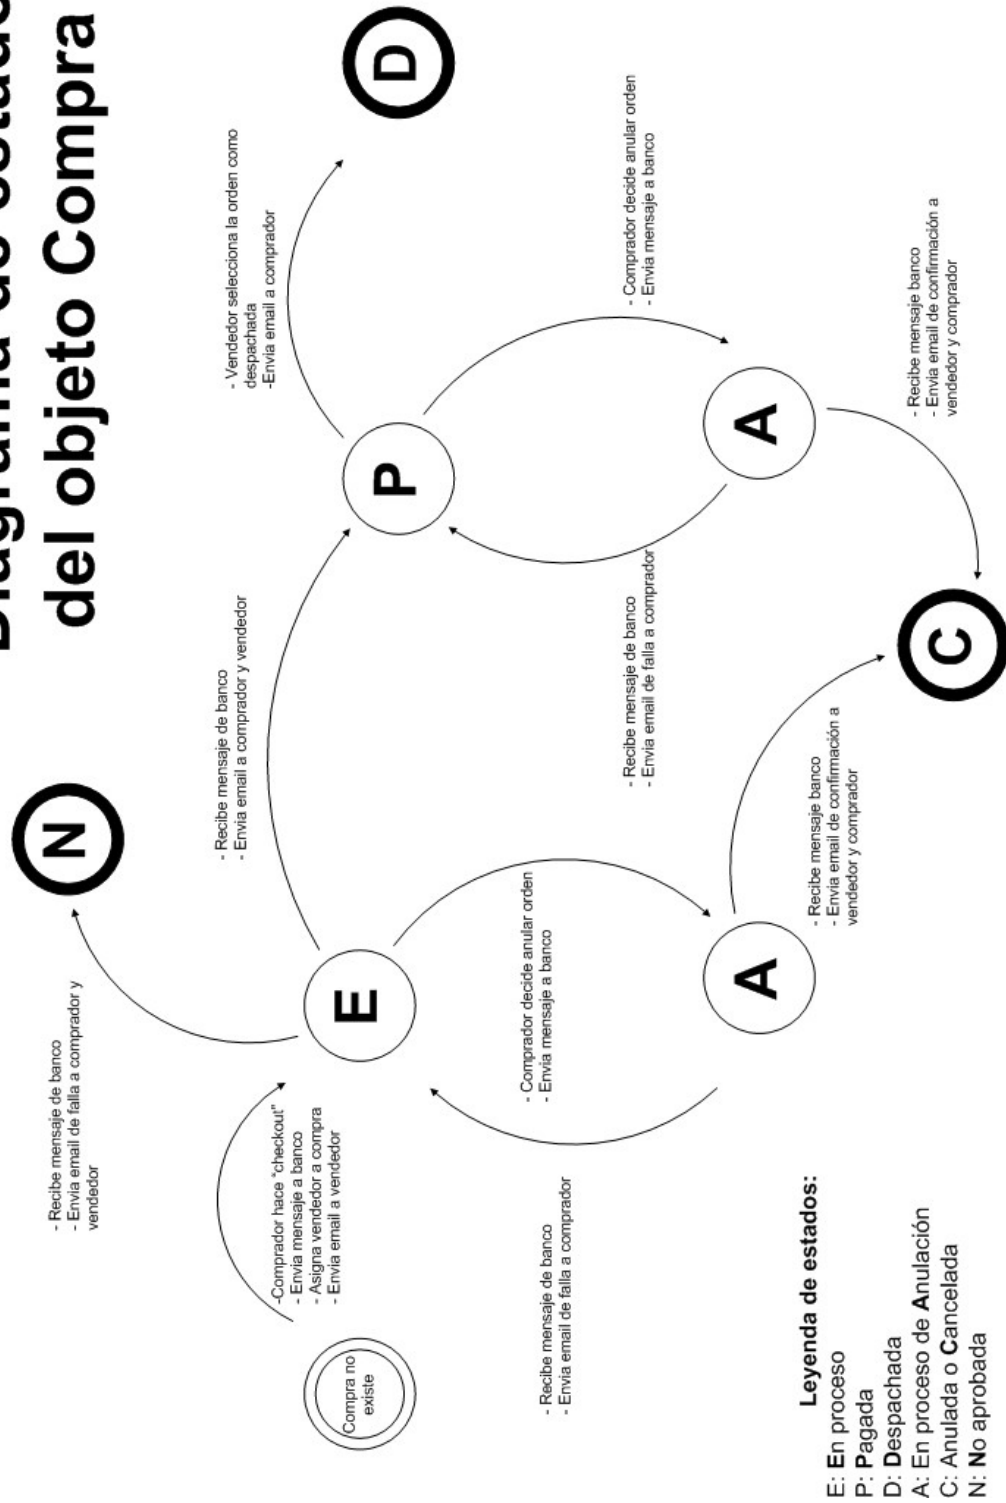 Diagrama de estado
del objeto Compra
N
- Recibe mensaje de banco
- Envia email de falla a comprador y
vendedor
- Recibe mensaje de banco
- Envia email a comprador y vendedor
- Vendedor selecciona la orden como
despachada
-Envia email a comprador
-Comprador hace "checkout"
- Envia mensaje a banco
- Asigna vendedor a compra
- Envia email a vendedor
Compra no
existe
E
P
D
- Comprador decide anular orden
- Envia mensaje a banco
- Recibe mensaje de banco
- Envia email de falla a comprador
- Recibe mensaje de banco
- Envia email de falla a comprador
- Comprador decide anular orden
- Envia mensaje a banco
A
A
- Recibe mensaje banco
- Envia email de confirmación a
vendedor y comprador
- Recibe mensaje banco
- Envia email de confirmación a
vendedor y comprador
C
Leyenda de estados:
E: En proceso
P: Pagada
D: Despachada
A: En proceso de Anulación
C: Anulada o Cancelada
N: No aprobada